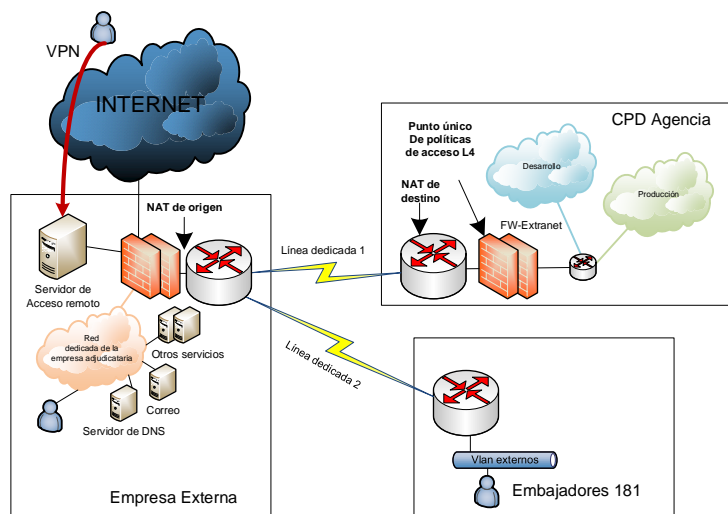 VPN
INTERNET
CPD Agencia
Punto único
De políticas
de acceso L4
Desarrollo
Producción
NAT de
destino
FW-Extranet
NAT de origen
Línea dedicada 1
Servidor de
Acceso remoto
Red
dedicada de la
empresa adjudicataria
Otros servicios
Línea dedicada 2
Correo
Servidor de DNS
Vlan externos
Empresa Externa
Embajadores 181